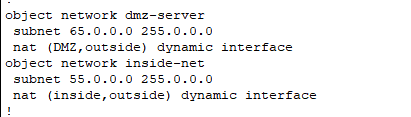 !
object network dmz-server
 subnet 65.0.0.0 255.0.0.0
 nat (DMZ,outside) dynamic interface
object network inside-net
 subnet 55.0.0.0 255.0.0.0
 nat (inside,outside) dynamic interface
!